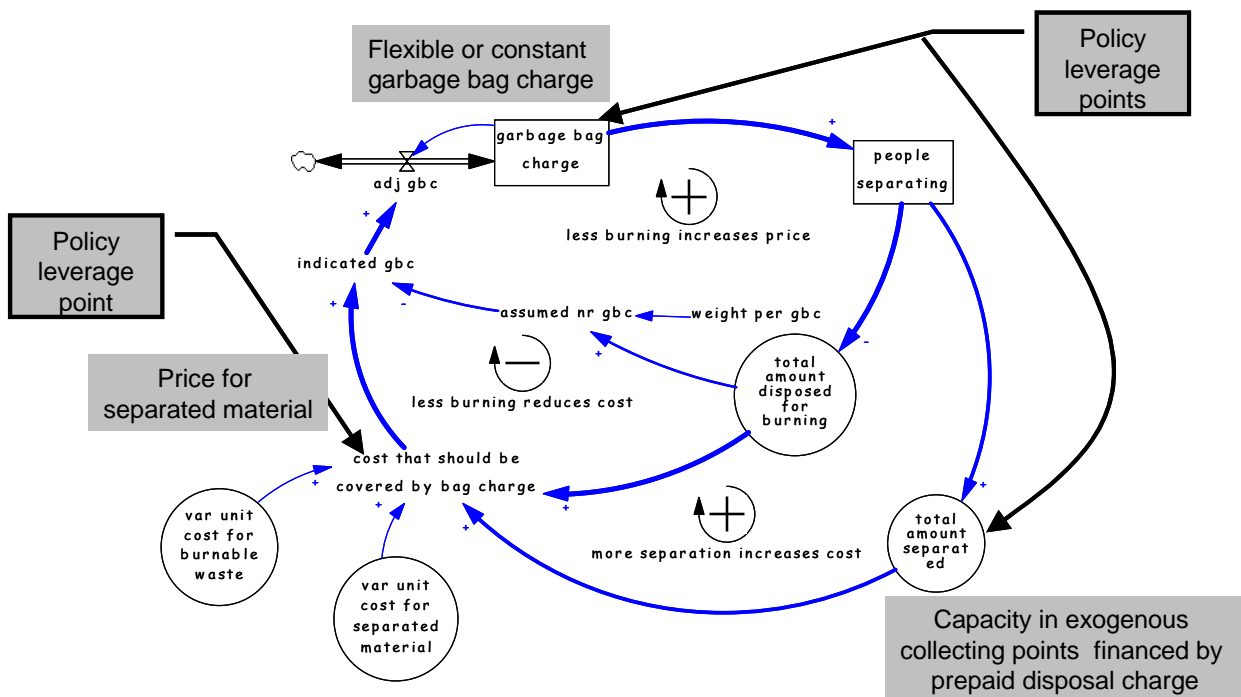 Flexible or constant
garbage bag charge
Policy
leverage
points
garbage bag
charge
+
people
separating
adj gbc
+
less burning increases price
Policy
leverage
point
indicated gbc
+
-
assumed nr gbc
weight per gbc
+
-
total
amount
disposed
for
burning
Price for
separated material
less burning reduces cost
cost that should be
covered by bag charge
+
+
+
+
+
more separation increases cost
var unit
cost for
burnable
waste
var unit
cost for
separated
material
total
amount
separat
ed
Capacity in exogenous
collecting points financed by
prepaid disposal charge